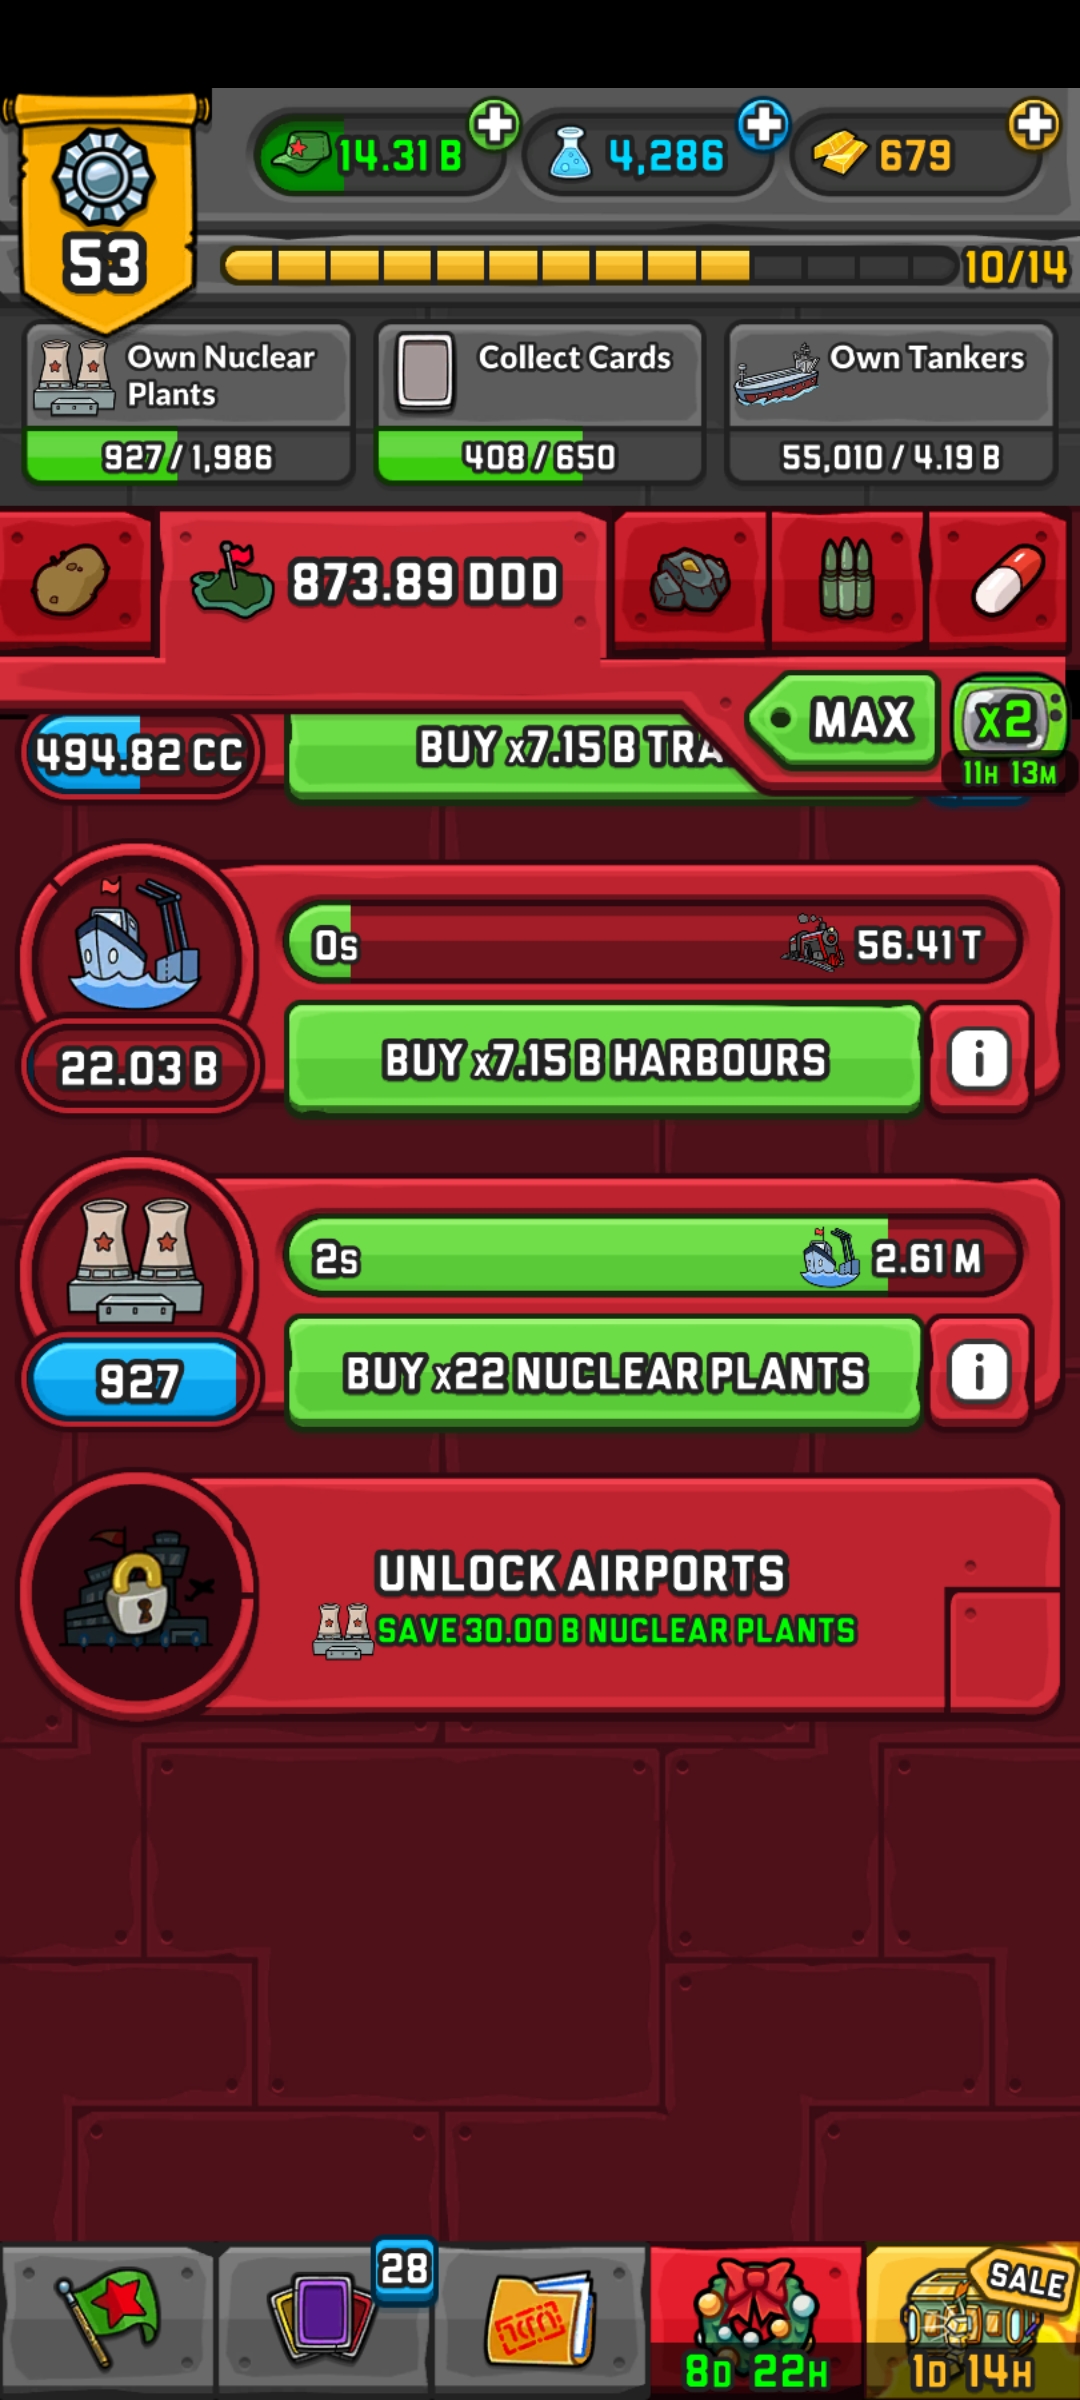 14.31 B
4,286
679
53
10/14
Own Nuclear
Plants
927 / 1,986
Collect Cards
408 / 650
Own Tankers
55,010 / 4.19 B
873.89 DDD
MAX
x2
11H 13M
494.82 CC
BUY x7.15 B TRA
0s
56.41 T
22.03 B
BUY x7.15 B HARBOURS
i
2s
2.61 M
927
BUY x22 NUCLEAR PLANTS
i
UNLOCK AIRPORTS
SAVE 30.00 B NUCLEAR PLANTS
28
SALE
8D 22H
1D 14H